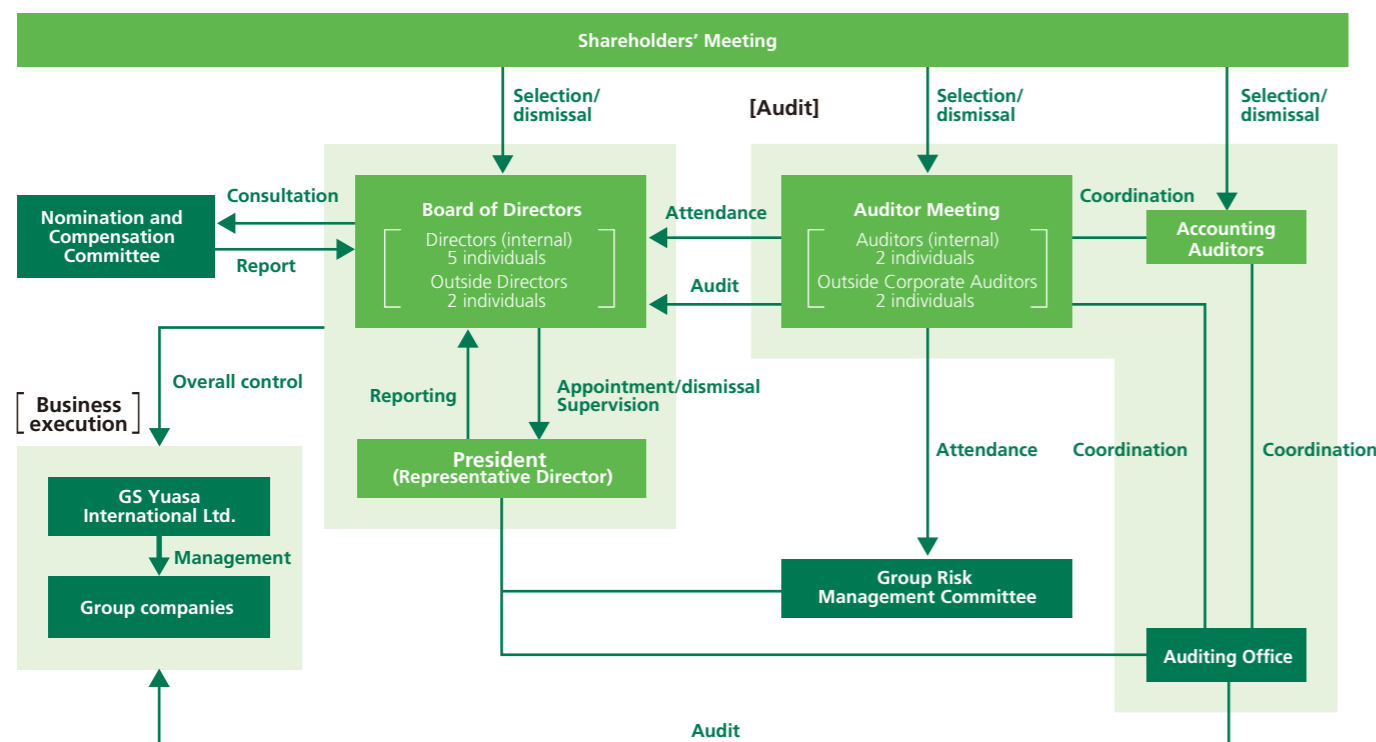 Shareholders' Meeting
Selection/
dismissal
[Audit]
Selection/
dismissal
Selection/
dismissal
Nomination and
Compensation
Committee
Consultation
Report
Board of Directors
Directors (internal)
5 individuals
Outside Directors
2 individuals
Attendance
Audit
Auditor Meeting
Auditors (internal)
2 individuals
Outside Corporate Auditors
2 individuals
Coordination
Accounting
Auditors
Overall control
[Business
execution]
Reporting
Appointment/dismissal
Supervision
President
(Representative Director)
Attendance
Coordination
Coordination
GS Yuasa
International Ltd.
Management
Group companies
Group Risk
Management Committee
Auditing Office
Audit